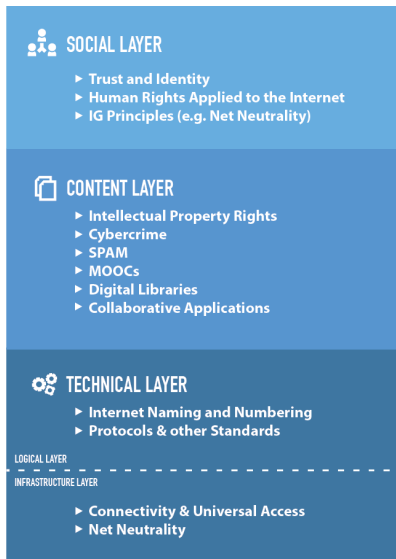 SOCIAL LAYER
Trust and Identity
Human Rights Applied to the Internet
IG Principles (e.g. Net Neutrality)
CONTENT LAYER
Intellectual Property Rights
Cybercrime
SPAM
MOOCs
Digital Libraries
Collaborative Applications
TECHNICAL LAYER
Internet Naming and Numbering
Protocols & other Standards
LOGICAL LAYER
INFRASTRUCTURE LAYER
Connectivity & Universal Access
Net Neutrality